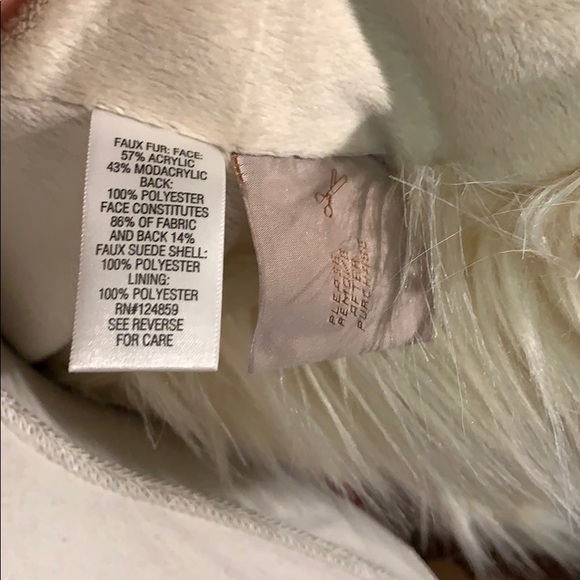 FAUX FUR: FACE:
57% ACRYLIC
43% MODACRYLIC
BACK:
100% POLYESTER
FACE CONSTITUTES
86% OF FABRIC
AND BACK 14%
FAUX SUEDE SHELL:
100% POLYESTER
LINING:
100% POLYESTER
RN#124859
SEE REVERSE
FOR CARE
PLEASE
REMOVE
AFTER
PURCHASE